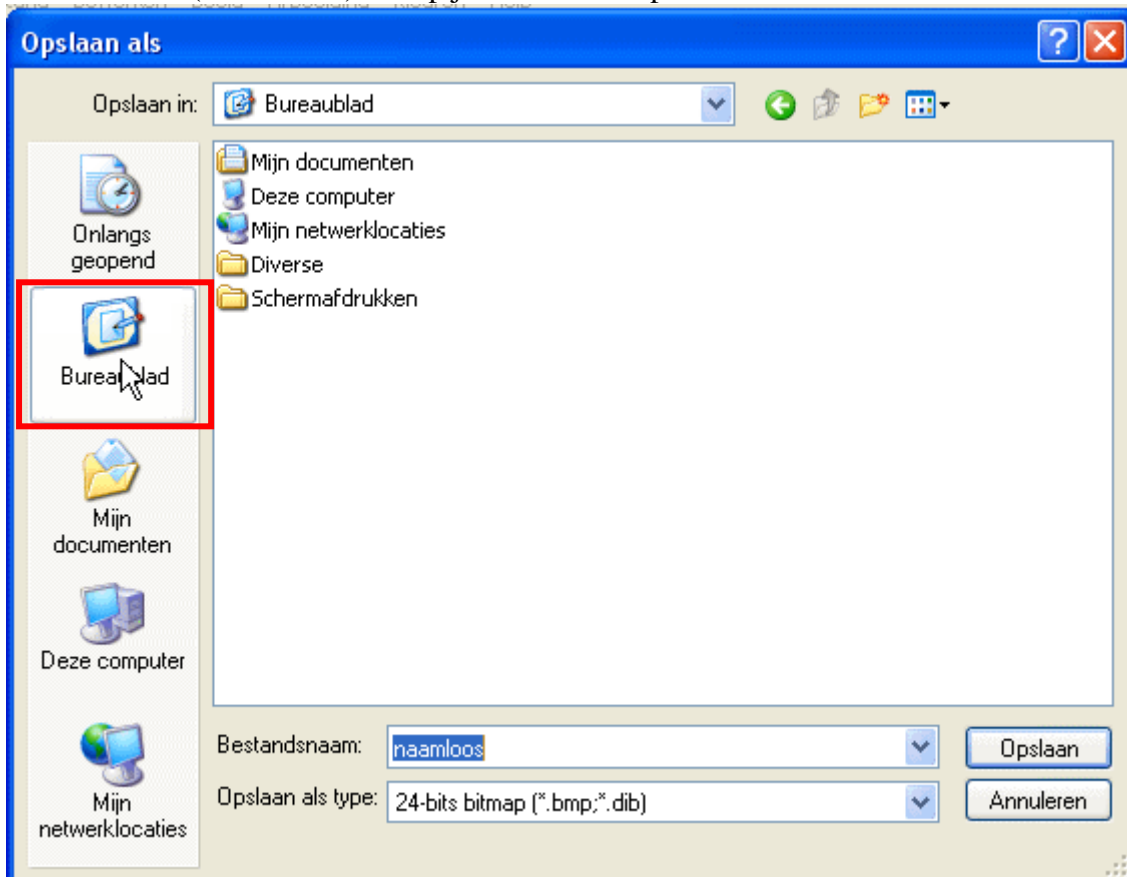 Opslaan als
Opslaan in:
Bureaublad
Onlangs
geopend
Bureaublad
Mijn
documenten
Deze computer
Mijn
netwerklocaties
Mijn documenten
Deze computer
Mijn netwerklocaties
Diverse
Schermafdrukken
Bestandsnaam:
naamloos
Opslaan
Opslaan als type:
24-bits bitmap (*.bmp;*.dib)
Annuleren